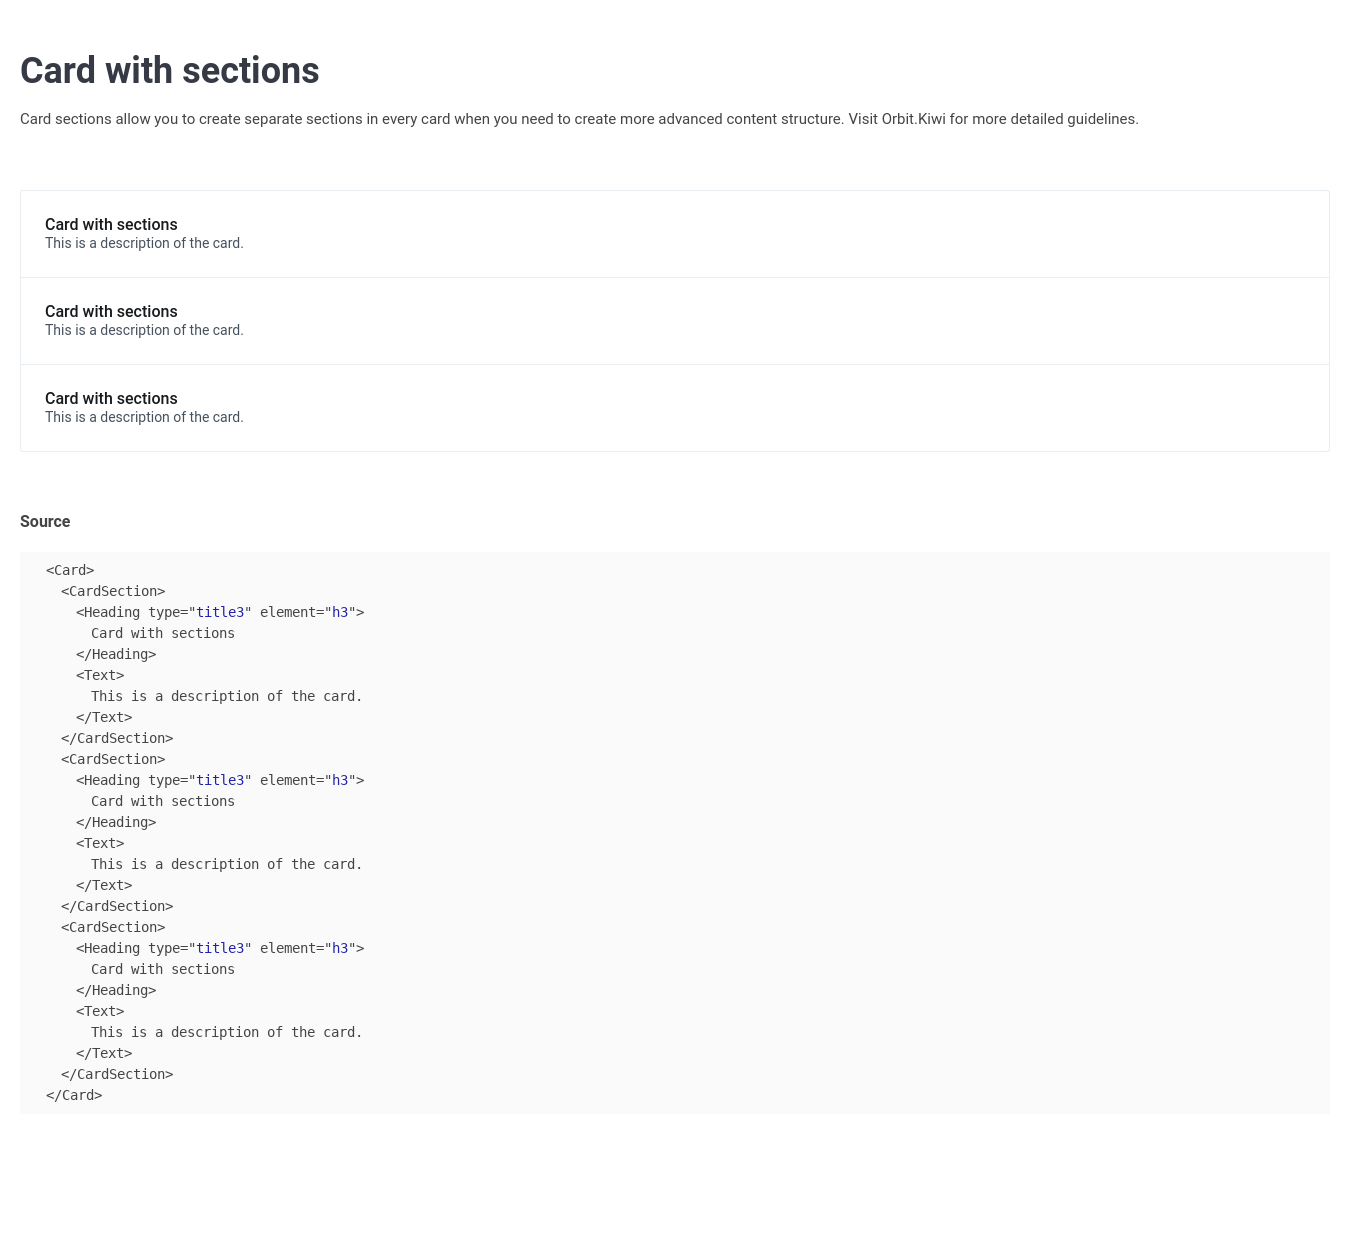 Card with sections
Card sections allow you to create separate sections in every card when you need to create more advanced content structure. Visit Orbit.Kiwi for more detailed guidelines.
Card with sections
This is a description of the card.
Card with sections
This is a description of the card.
Card with sections
This is a description of the card.
Source
<Card>
<CardSection>
<Heading type="title3" element="h3">
Card with sections
</Heading>
<Text>
This is a description of the card.
</Text>
</CardSection>
<CardSection>
<Heading type="title3" element="h3">
Card with sections
</Heading>
<Text>
This is a description of the card.
</Text>
</CardSection>
<CardSection>
<Heading type="title3" element="h3">
Card with sections
</Heading>
<Text>
This is a description of the card.
</Text>
</CardSection>
</Card>